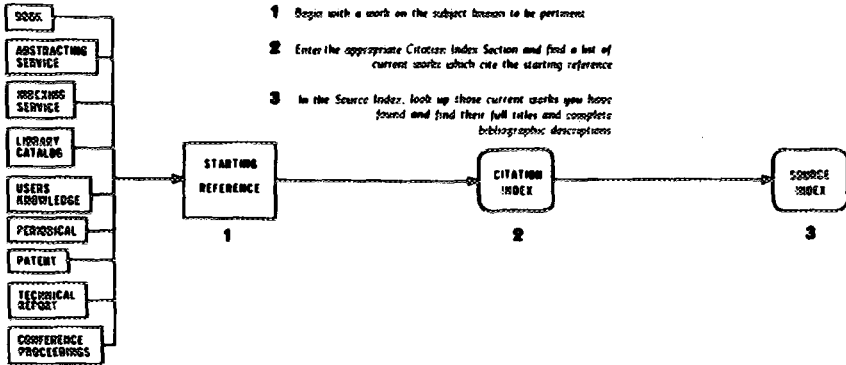 1 Begin with a work on the subject known to be pertinent
2 Enter the appropriate Citation Index Section and find a list of
current works which cite the starting reference
3 In the Source Index, look up those current works you have
found and find their full titles and complete
bibliographic descriptions
BOOK
ABSTRACTING
SERVICE
INDEXING
SERVICE
LIBRARY
CATALOG
USERS
KNOWLEDGE
PERIODICAL
PATENT
TECHNICAL
REPORT
CONFERENCE
PROCEEDINGS
STARTING
REFERENCE
1
CITATION
INDEX
2
SOURCE
INDEX
3